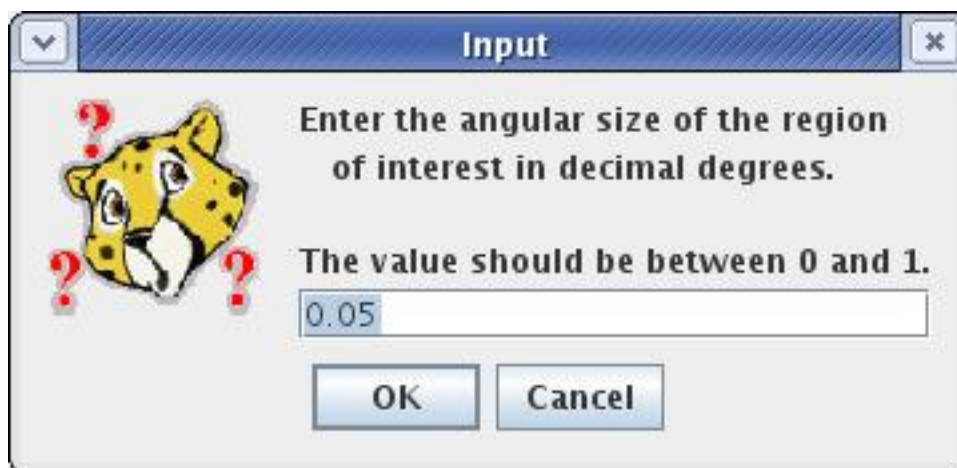 Input
Enter the angular size of the region
of interest in decimal degrees.
The value should be between 0 and 1.
0.05
OK Cancel